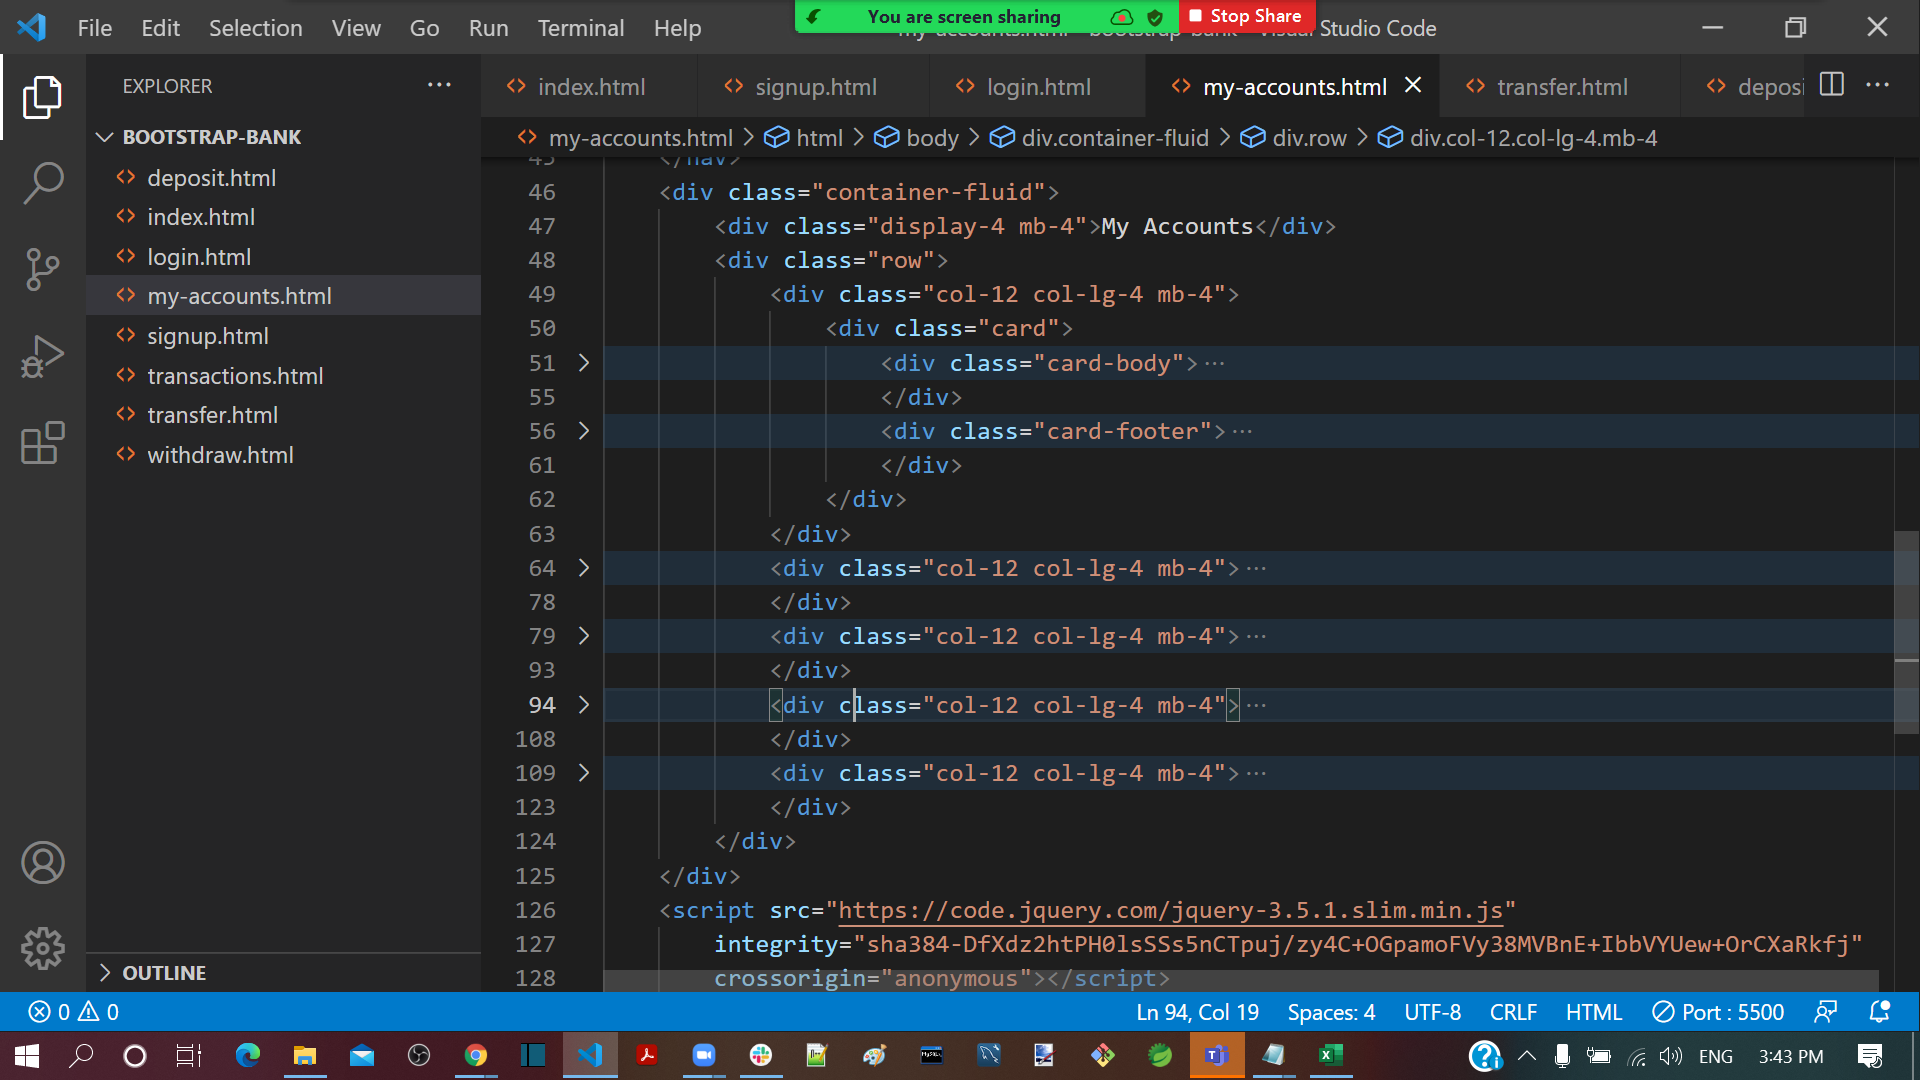 File Edit Selection View Go Run Terminal Help
You are screen sharing
Stop Share
Visual Studio Code
EXPLORER
index.html
signup.html
login.html
my-accounts.html
transfer.html
deposi
BOOTSTRAP-BANK
my-accounts.html > html > body > div.container-fluid > div.row > div.col-12.col-lg-4.mb-4
deposit.html
index.html
login.html
my-accounts.html
signup.html
transactions.html
transfer.html
withdraw.html
45 </nav>
46 <div class="container-fluid">
47 <div class="display-4 mb-4">My Accounts</div>
48 <div class="row">
49 <div class="col-12 col-lg-4 mb-4">
50 <div class="card">
51 <div class="card-body">···
55 </div>
56 <div class="card-footer">···
61 </div>
62 </div>
63 </div>
64 <div class="col-12 col-lg-4 mb-4">···
78 </div>
79 <div class="col-12 col-lg-4 mb-4">···
93 </div>
94 <div class="col-12 col-lg-4 mb-4">···
108 </div>
109 <div class="col-12 col-lg-4 mb-4">···
123 </div>
124 </div>
125 </div>
126 <script src="https://code.jquery.com/jquery-3.5.1.slim.min.js"
127 integrity="sha384-DfXdz2htPH0lsSSs5nCTpuj/zy4C+OGpamoFVy38MVBnE+IbbVYUew+OrCXaRkfj"
128 crossorigin="anonymous"></script>
OUTLINE
0 0
Ln 94, Col 19
Spaces: 4
UTF-8
CRLF
HTML
Port : 5500
ENG
3:43 PM